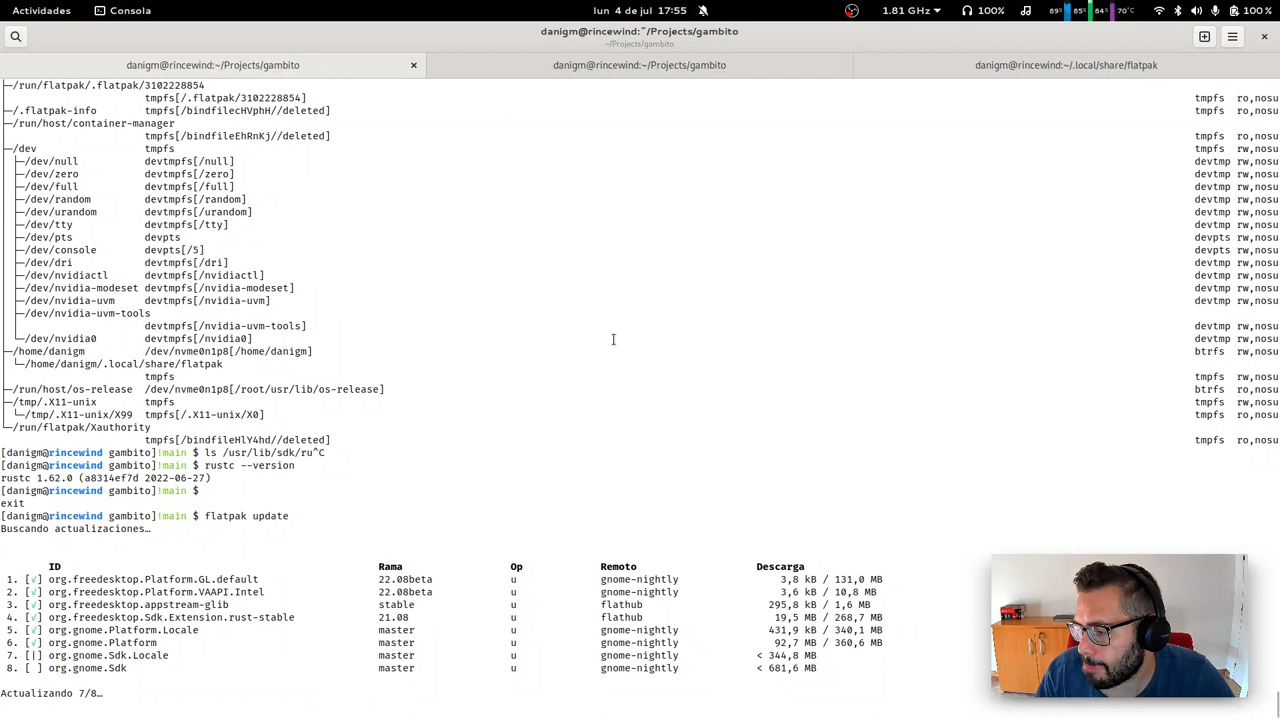 Actividades Consola lun 4 de jul 17:55 1.81 GHz 100% 89% 85% 84% 70°C 100 %
danigm@rincewind:~/Projects/gambito
~/Projects/gambito
danigm@rincewind:~/Projects/gambito danigm@rincewind:~/Projects/gambito danigm@rincewind:~/.local/share/flatpak
├─/run/flatpak/.flatpak/3102228854
tmpfs[/.flatpak/3102228854] tmpfs ro,nosu
├─/.flatpak-info tmpfs[/bindfilecHVphH//deleted] tmpfs ro,nosu
├─/run/host/container-manager
tmpfs[/bindfileEhRnKj//deleted] tmpfs ro,nosu
├─/dev tmpfs tmpfs rw,nosu
│ ├─/dev/null devtmpfs[/null] devtmp rw,nosu
│ ├─/dev/zero devtmpfs[/zero] devtmp rw,nosu
│ ├─/dev/full devtmpfs[/full] devtmp rw,nosu
│ ├─/dev/random devtmpfs[/random] devtmp rw,nosu
│ ├─/dev/urandom devtmpfs[/urandom] devtmp rw,nosu
│ ├─/dev/tty devtmpfs[/tty] devtmp rw,nosu
│ ├─/dev/pts devpts devpts rw,nosu
│ ├─/dev/console devpts[/5] devpts rw,nosu
│ ├─/dev/dri devtmpfs[/dri] devtmp rw,nosu
│ ├─/dev/nvidiactl devtmpfs[/nvidiactl] devtmp rw,nosu
│ ├─/dev/nvidia-modeset devtmpfs[/nvidia-modeset] devtmp rw,nosu
│ ├─/dev/nvidia-uvm devtmpfs[/nvidia-uvm] devtmp rw,nosu
│ ├─/dev/nvidia-uvm-tools
│ │ devtmpfs[/nvidia-uvm-tools] devtmp rw,nosu
│ └─/dev/nvidia0 devtmpfs[/nvidia0] devtmp rw,nosu
├─/home/danigm /dev/nvme0n1p8[/home/danigm] btrfs rw,nosu
│ └─/home/danigm/.local/share/flatpak
│ tmpfs tmpfs ro,nosu
├─/run/host/os-release /dev/nvme0n1p8[/root/usr/lib/os-release] btrfs ro,nosu
├─/tmp/.X11-unix tmpfs tmpfs rw,nosu
│ └─/tmp/.X11-unix/X99 tmpfs[/.X11-unix/X0] tmpfs ro,nosu
└─/run/flatpak/Xauthority
tmpfs[/bindfileHlY4hd//deleted] tmpfs ro,nosu
[danigm@rincewind gambito]!main $ ls /usr/lib/sdk/ru^C
[danigm@rincewind gambito]!main $ rustc --version
rustc 1.62.0 (a8314ef7d 2022-06-27)
[danigm@rincewind gambito]!main $
exit
[danigm@rincewind gambito]!main $ flatpak update
Buscando actualizaciones…
ID Rama Op Remoto Descarga
1. [✓] org.freedesktop.Platform.GL.default 22.08beta u gnome-nightly 3,8 kB / 131,0 MB
2. [✓] org.freedesktop.Platform.VAAPI.Intel 22.08beta u gnome-nightly 3,6 kB / 10,8 MB
3. [✓] org.freedesktop.appstream-glib stable u flathub 295,8 kB / 1,6 MB
4. [✓] org.freedesktop.Sdk.Extension.rust-stable 21.08 u flathub 19,5 MB / 268,7 MB
5. [✓] org.gnome.Platform.Locale master u gnome-nightly 431,9 kB / 340,1 MB
6. [✓] org.gnome.Platform master u gnome-nightly 92,7 MB / 360,6 MB
7. [|] org.gnome.Sdk.Locale master u gnome-nightly < 344,8 MB
8. [ ] org.gnome.Sdk master u gnome-nightly < 681,6 MB
Actualizando 7/8…